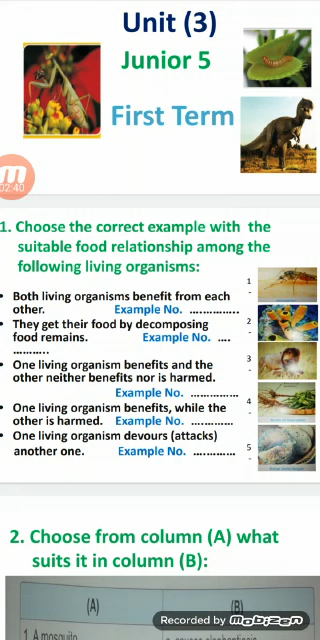 Unit (3)
Junior 5
First Term
02:40
1. Choose the correct example with the
suitable food relationship among the
following living organisms:
• Both living organisms benefit from each
other. Example No. ..............
• They get their food by decomposing
food remains. Example No. ....
..........
• One living organism benefits and the
other neither benefits nor is harmed.
Example No. ..............
• One living organism benefits, while the
other is harmed. Example No. ............
• One living organism devours (attacks)
another one. Example No. ............
1
-
2
-
3
-
4
-
5
-
2. Choose from column (A) what
suits it in column (B):
(A) (B)
1. A mosquito
Recorded by mobizen